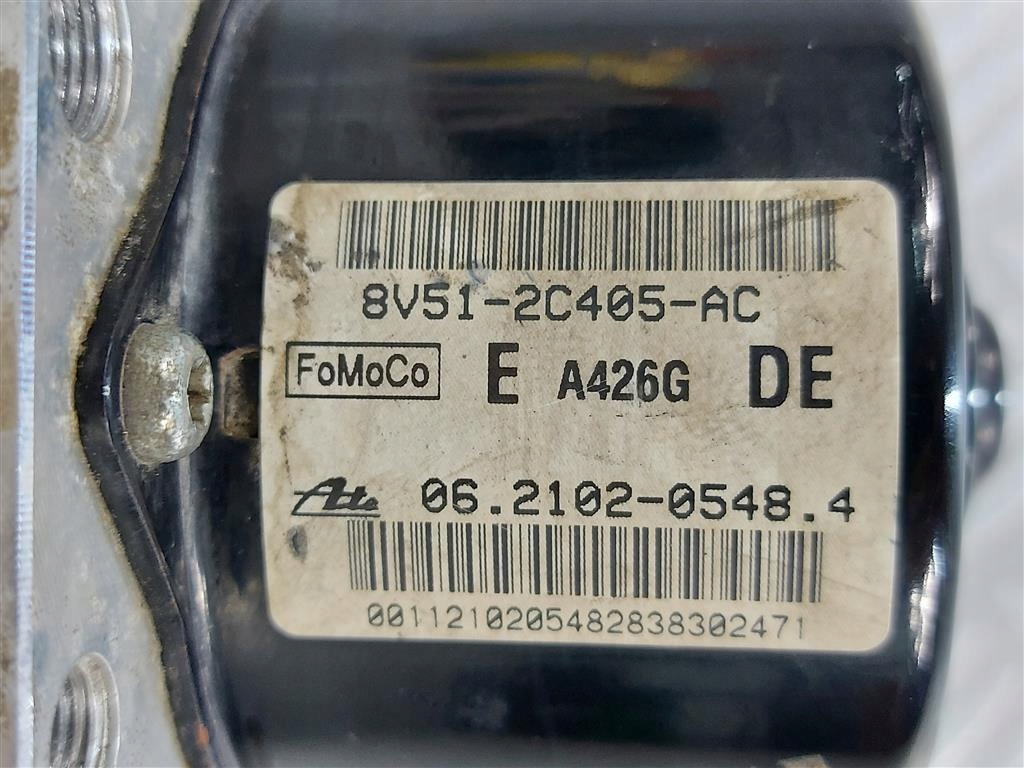 8V51-2C405-AC
FoMoCo E A426G DE
Ate 06.2102-0548.4
0011210205482838302471